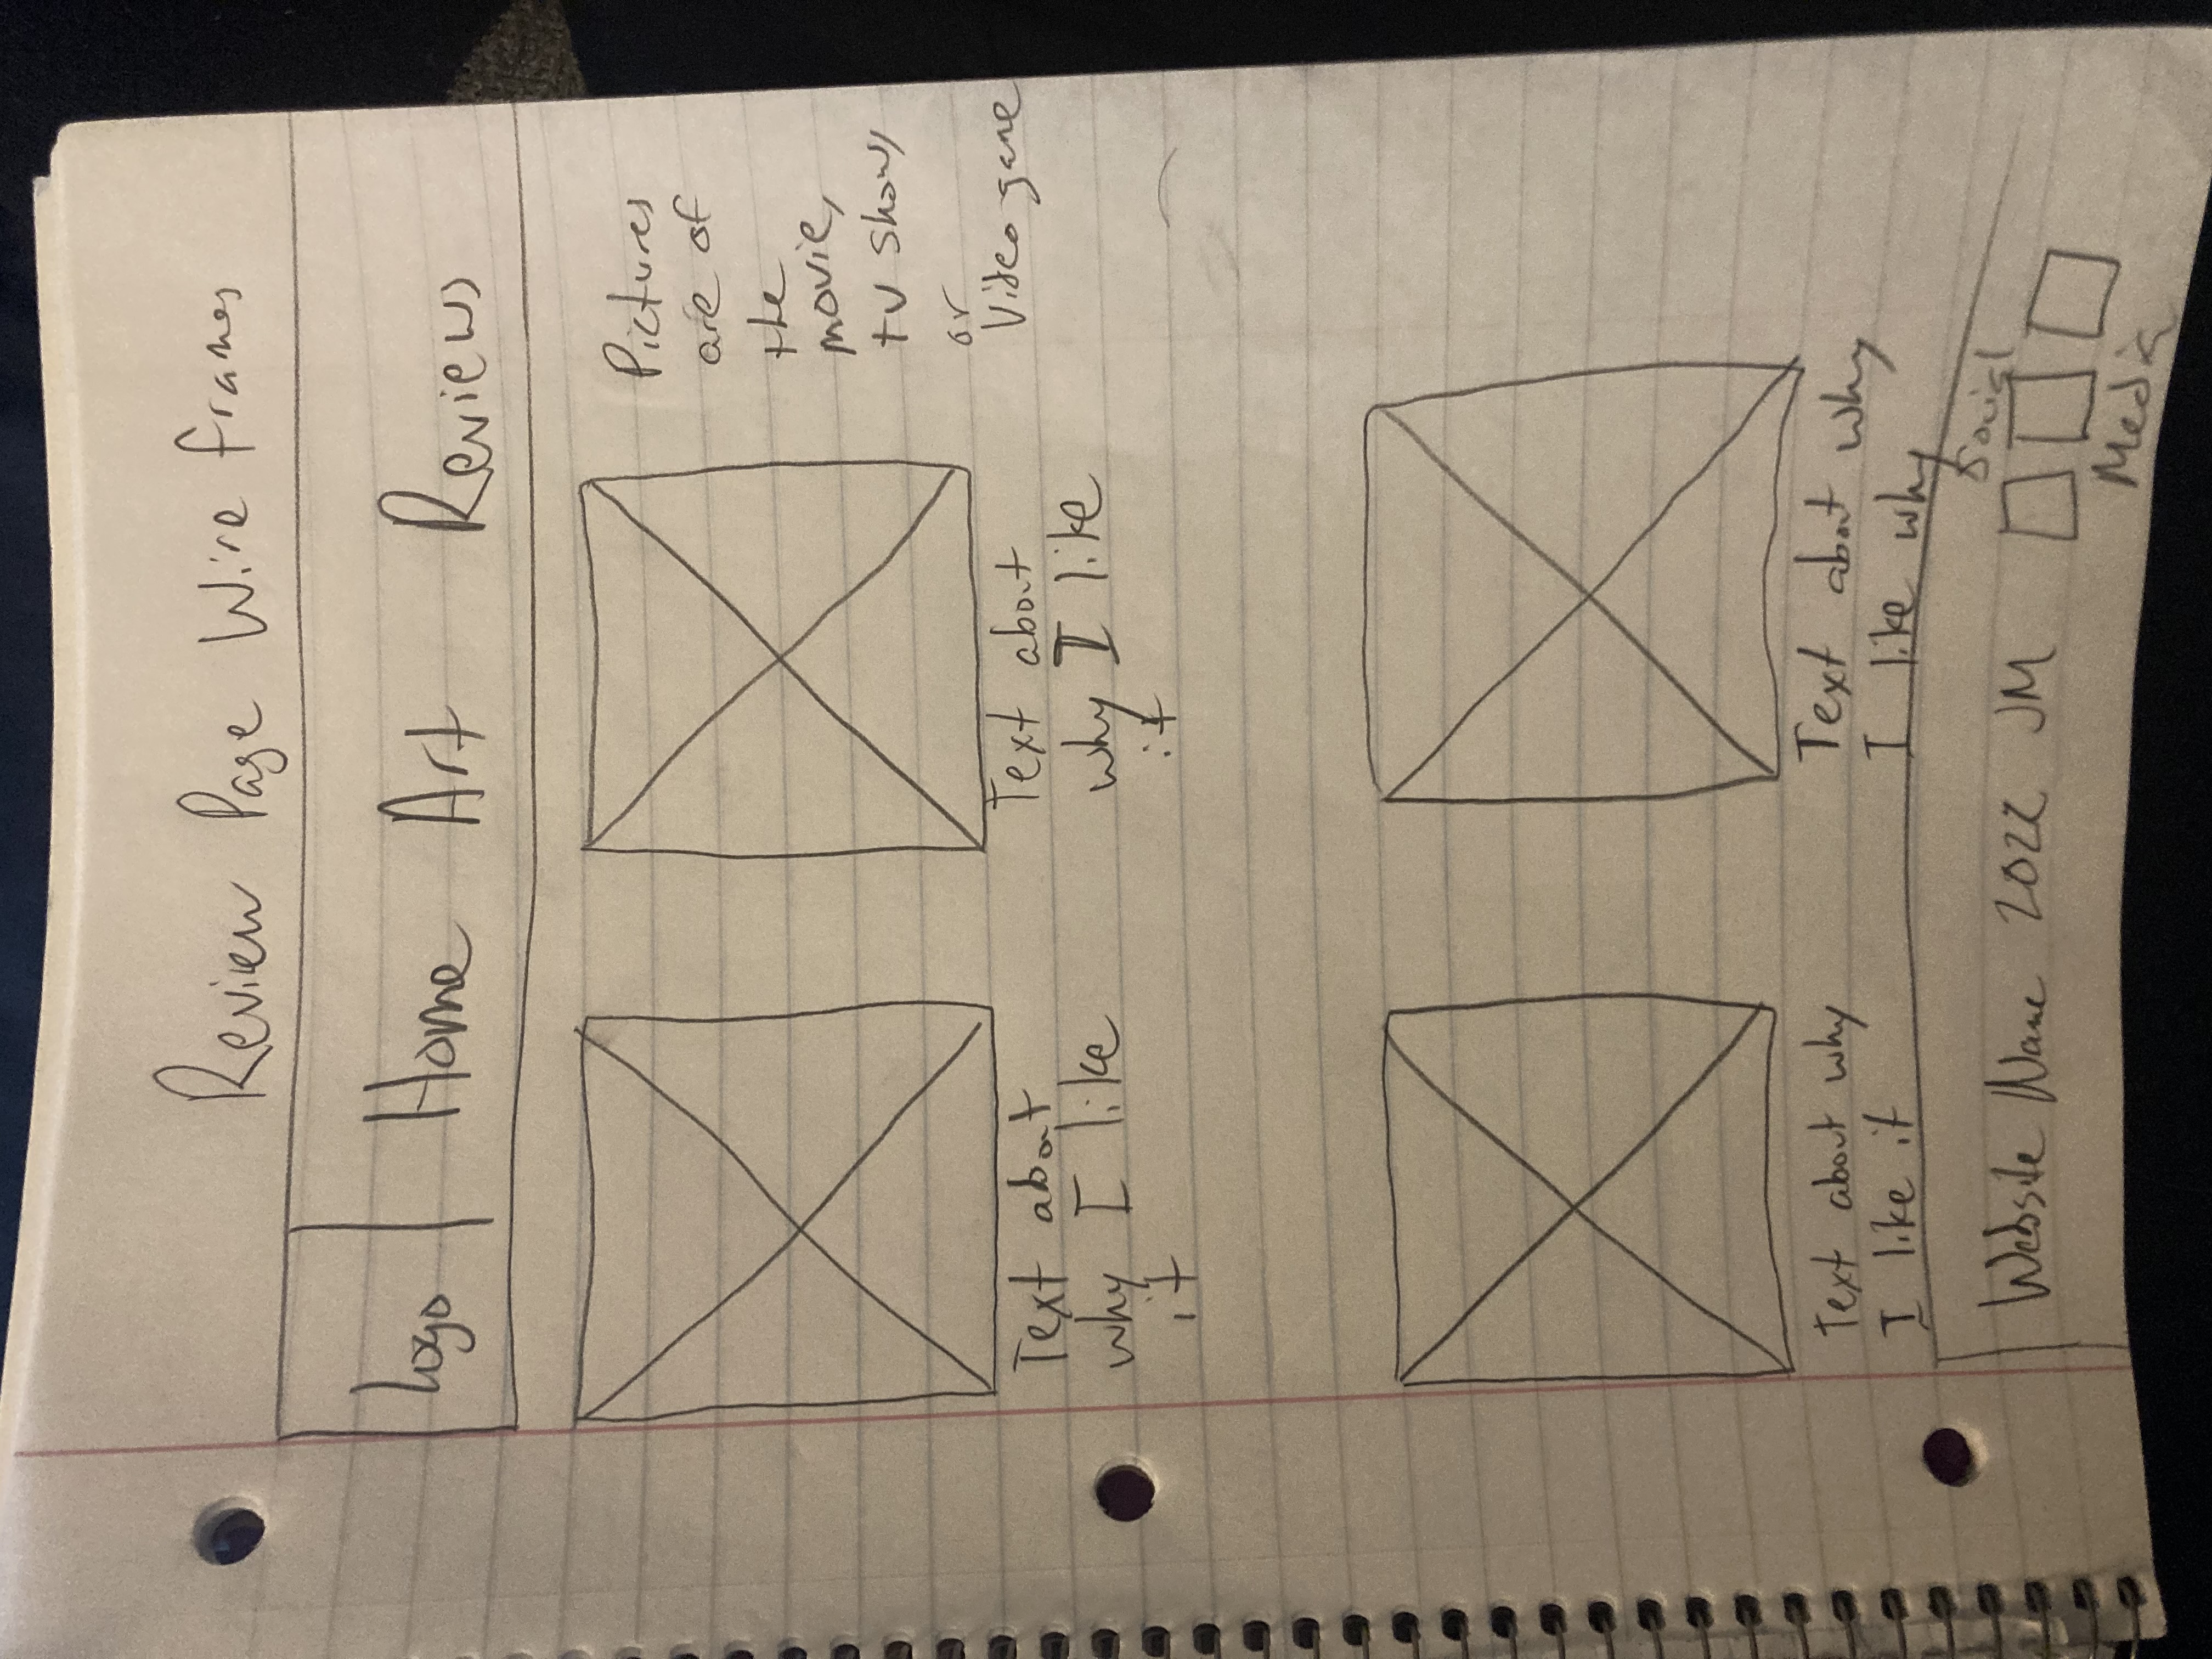 Review Page Wire frames
logo Home Art Reviews
Pictures
are of
the
movie,
tv show,
or
Video game
Text about
why I like
it
Text about
why I like
it
Text about why
I like it
Text about why
I like why
Website Name 2022 JM
Social
Media